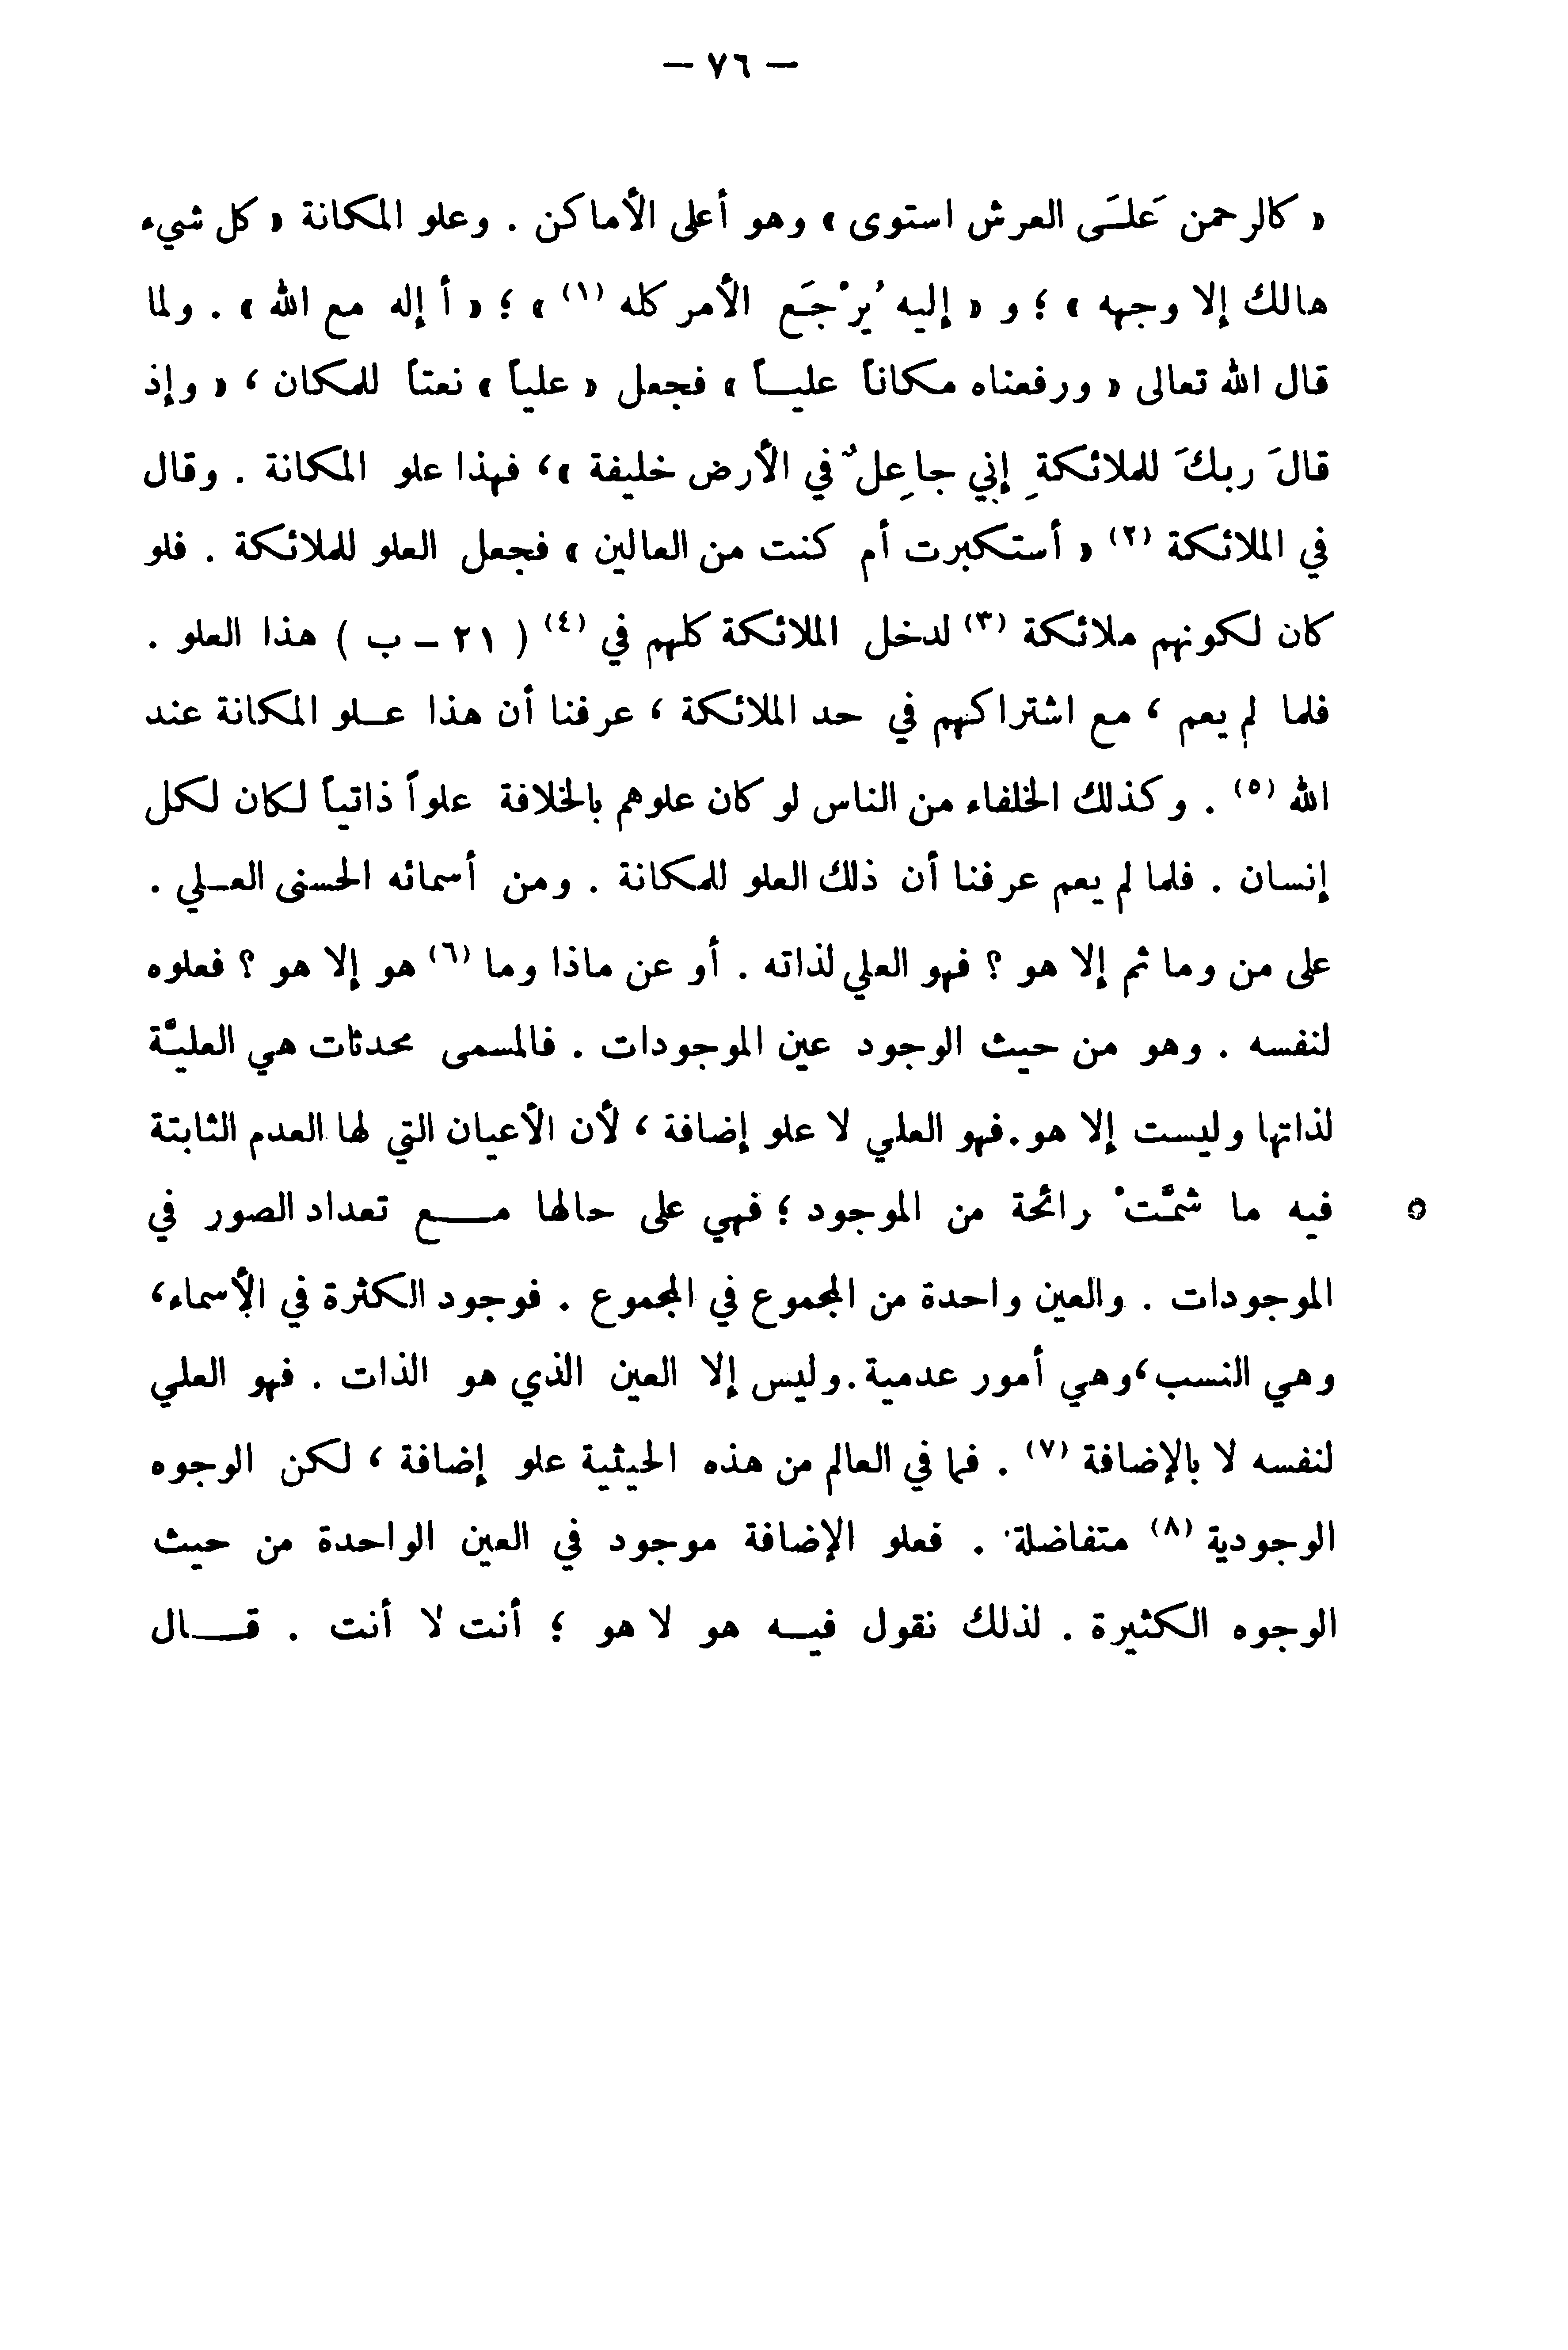 — ٧٦ —
« كالرحمن عَلَى العرش استوى » وهو أعلى الأماكن . وعلو المكانة « كل شيء
هالك إلا وجهه » ؛ و « إليه يُرْجَع الأمر كله (١) » ؛ « أ إله مع الله » . ولما
قال الله تعالى « ورفعناه مكاناً عليـاً » فجعل « علياً » نعتاً للمكان ، « وإذ
قالَ ربكَ للملائكةِ إني جاعِلٌ في الأرض خليفة »، فهذا علو المكانة . وقال
في الملائكة (٢) « أستكبرت أم كنت من العالين » فجعل العلو للملائكة . فلو
كان لكونهم ملائكة (٣) لدخل الملائكة كلهم في (٤) ( ٢١ – ب ) هذا العلو .
فلما لم يعم ، مع اشتراكهم في حد الملائكة ، عرفنا أن هذا عـلو المكانة عند
الله (٥) . وكذلك الخلفاء من الناس لو كان علوهم بالخلافة علواً ذاتياً لكان لكل
إنسان . فلما لم يعم عرفنا أن ذلك العلو للمكانة . ومن أسمائه الحسنى العـلي .
على من وما ثم إلا هو ؟ فهو العلي لذاته . أو عن ماذا وما (٦) هو إلا هو ؟ فعلوه
لنفسه . وهو من حيث الوجود عين الموجودات . فالمسمى محدثات هي العليَّة
لذاتها وليست إلا هو . فهو العلي لا علو إضافة ، لأن الأعيان التي لها العدم الثابتة
فيه ما شمَّتْ رائحة من الموجود ؛ فهي على حالها مـــع تعداد الصور في
الموجودات . والعين واحدة من المجموع في المجموع . فوجود الكثرة في الأسماء،
وهي النسب، وهي أمور عدمية . وليس إلا العين الذي هو الذات . فهو العلي
لنفسه لا بالإضافة (٧) . فما في العالم من هذه الحيثية علو إضافة ، لكن الوجوه
الوجودية (٨) متفاضلة . فعلو الإضافة موجود في العين الواحدة من حيث
الوجوه الكثيرة . لذلك نقول فيـه هو لا هو ؛ أنت لا أنت . قـــال